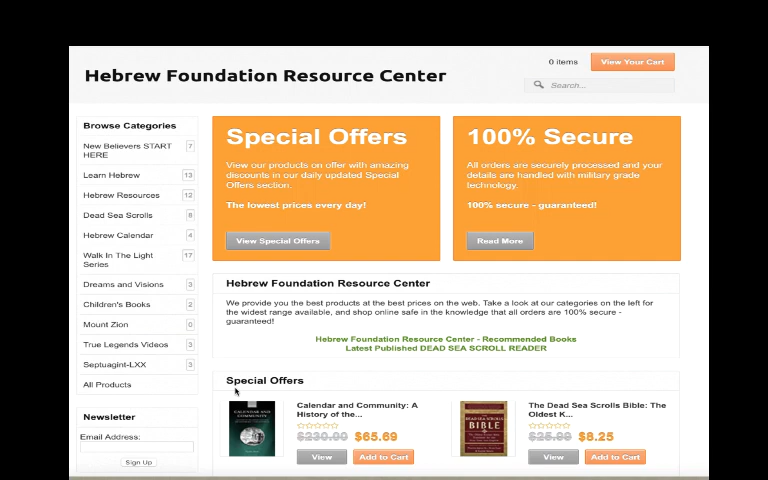 0 items
View Your Cart
Hebrew Foundation Resource Center
Search...
Browse Categories
New Believers START
HERE
7
Learn Hebrew
13
Hebrew Resources
12
Dead Sea Scrolls
8
Hebrew Calendar
4
Walk In The Light
Series
17
Dreams and Visions
3
Children's Books
2
Mount Zion
0
True Legends Videos
3
Septuagint-LXX
3
All Products
Newsletter
Email Address:
Sign Up
Special Offers
View our products on offer with amazing
discounts in our daily updated Special
Offers section.
The lowest prices every day!
View Special Offers
100% Secure
All orders are securely processed and your
details are handled with military grade
technology.
100% secure - guaranteed!
Read More
Hebrew Foundation Resource Center
We provide you the best products at the best prices on the web. Take a look at our categories on the left for
the widest range available, and shop online safe in the knowledge that all orders are 100% secure -
guaranteed!
Hebrew Foundation Resource Center - Recommended Books
Latest Published DEAD SEA SCROLL READER
Special Offers
CALENDAR AND
COMMUNITY
Calendar and Community: A
History of the...
$230.00 $65.69
View
Add to Cart
DEAD SEA SCROLLS
BIBLE
The Dead Sea Scrolls Bible: The
Oldest K...
$25.99 $8.25
View
Add to Cart